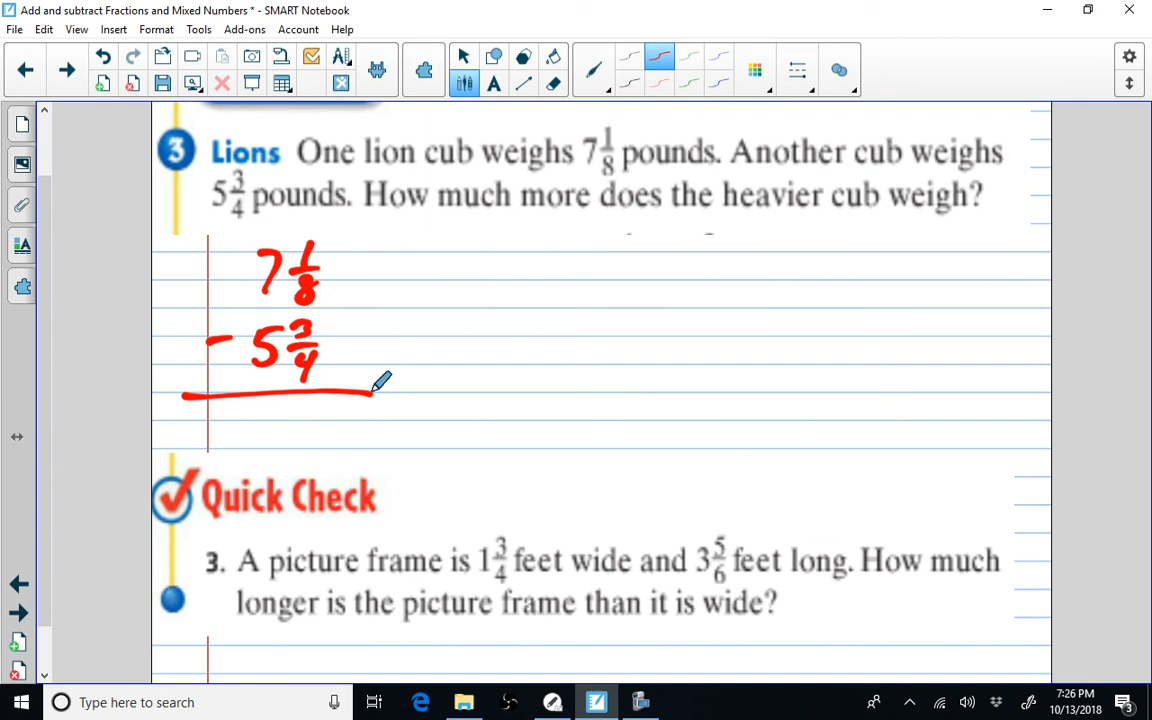 Add and subtract Fractions and Mixed Numbers * - SMART Notebook
File Edit View Insert Format Tools Add-ons Account Help
3 Lions One lion cub weighs 7 1/8 pounds. Another cub weighs
5 3/4 pounds. How much more does the heavier cub weigh?
7 1/8
- 5 3/4
Quick Check
3. A picture frame is 1 3/4 feet wide and 3 5/6 feet long. How much
longer is the picture frame than it is wide?
Type here to search
7:26 PM
10/13/2018
3